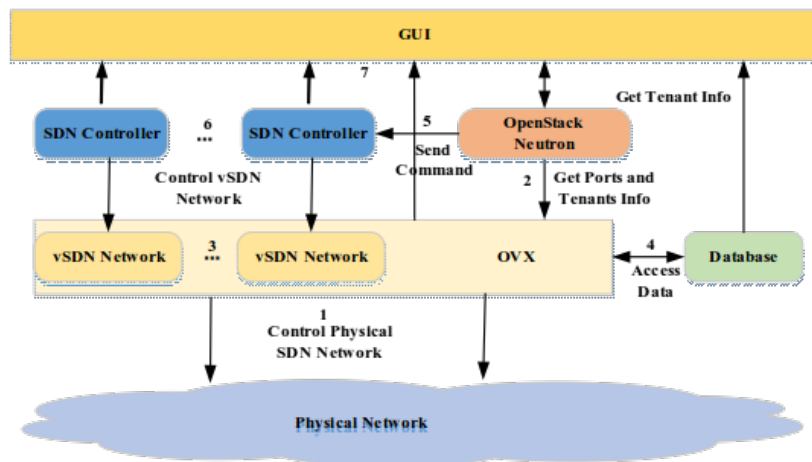 GUI
7
Get Tenant Info
SDN Controller
6
...
SDN Controller
5
Send
Command
OpenStack
Neutron
Control vSDN
Network
2
Get Ports and
Tenants Info
vSDN Network
3
...
vSDN Network
OVX
4
Access
Data
Database
1
Control Physical
SDN Network
Physical Network